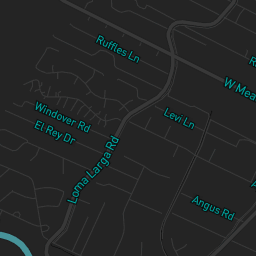 Ruffles Ln
W Mea
Levi Ln
Windover Rd
El Rey Dr
Loma Larga Rd
Angus Rd